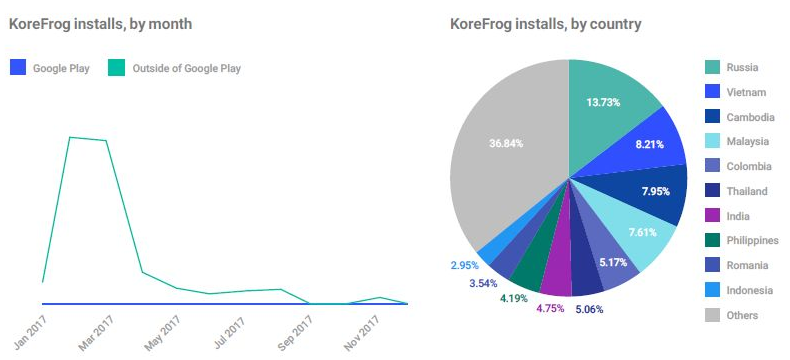 KoreFrog installs, by month
Google Play
Outside of Google Play
Jan 2017
Mar 2017
May 2017
Jul 2017
Sep 2017
Nov 2017
KoreFrog installs, by country
13.73%
8.21%
7.95%
7.61%
5.17%
5.06%
4.75%
4.19%
3.54%
2.95%
36.84%
Russia
Vietnam
Cambodia
Malaysia
Colombia
Thailand
India
Philippines
Romania
Indonesia
Others